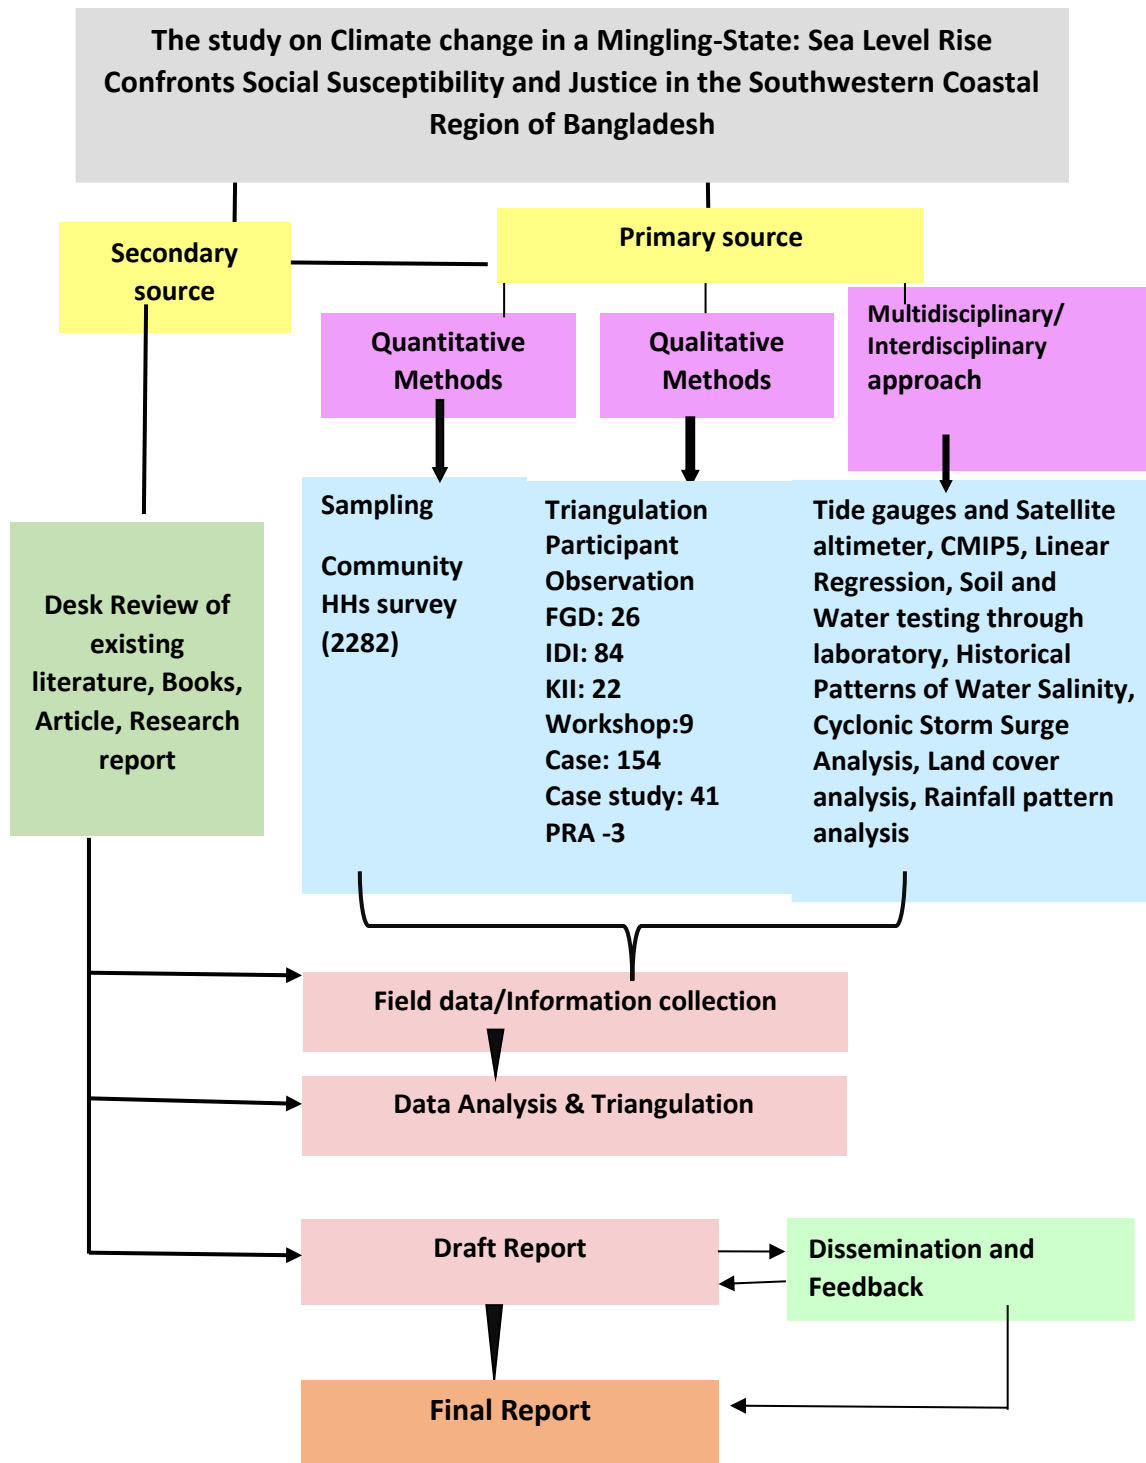 The study on Climate change in a Mingling-State: Sea Level Rise
Confronts Social Susceptibility and Justice in the Southwestern Coastal
Region of Bangladesh
Secondary
source
Primary source
Quantitative
Methods
Qualitative
Methods
Multidisciplinary/
Interdisciplinary
approach
Desk Review of
existing
literature, Books,
Article, Research
report
Sampling
Community
HHs survey
(2282)
Triangulation
Participant
Observation
FGD: 26
IDI: 84
KII: 22
Workshop:9
Case: 154
Case study: 41
PRA -3
Tide gauges and Satellite
altimeter, CMIP5, Linear
Regression, Soil and
Water testing through
laboratory, Historical
Patterns of Water Salinity,
Cyclonic Storm Surge
Analysis, Land cover
analysis, Rainfall pattern
analysis
Field data/Information collection
Data Analysis & Triangulation
Draft Report
Dissemination and
Feedback
Final Report